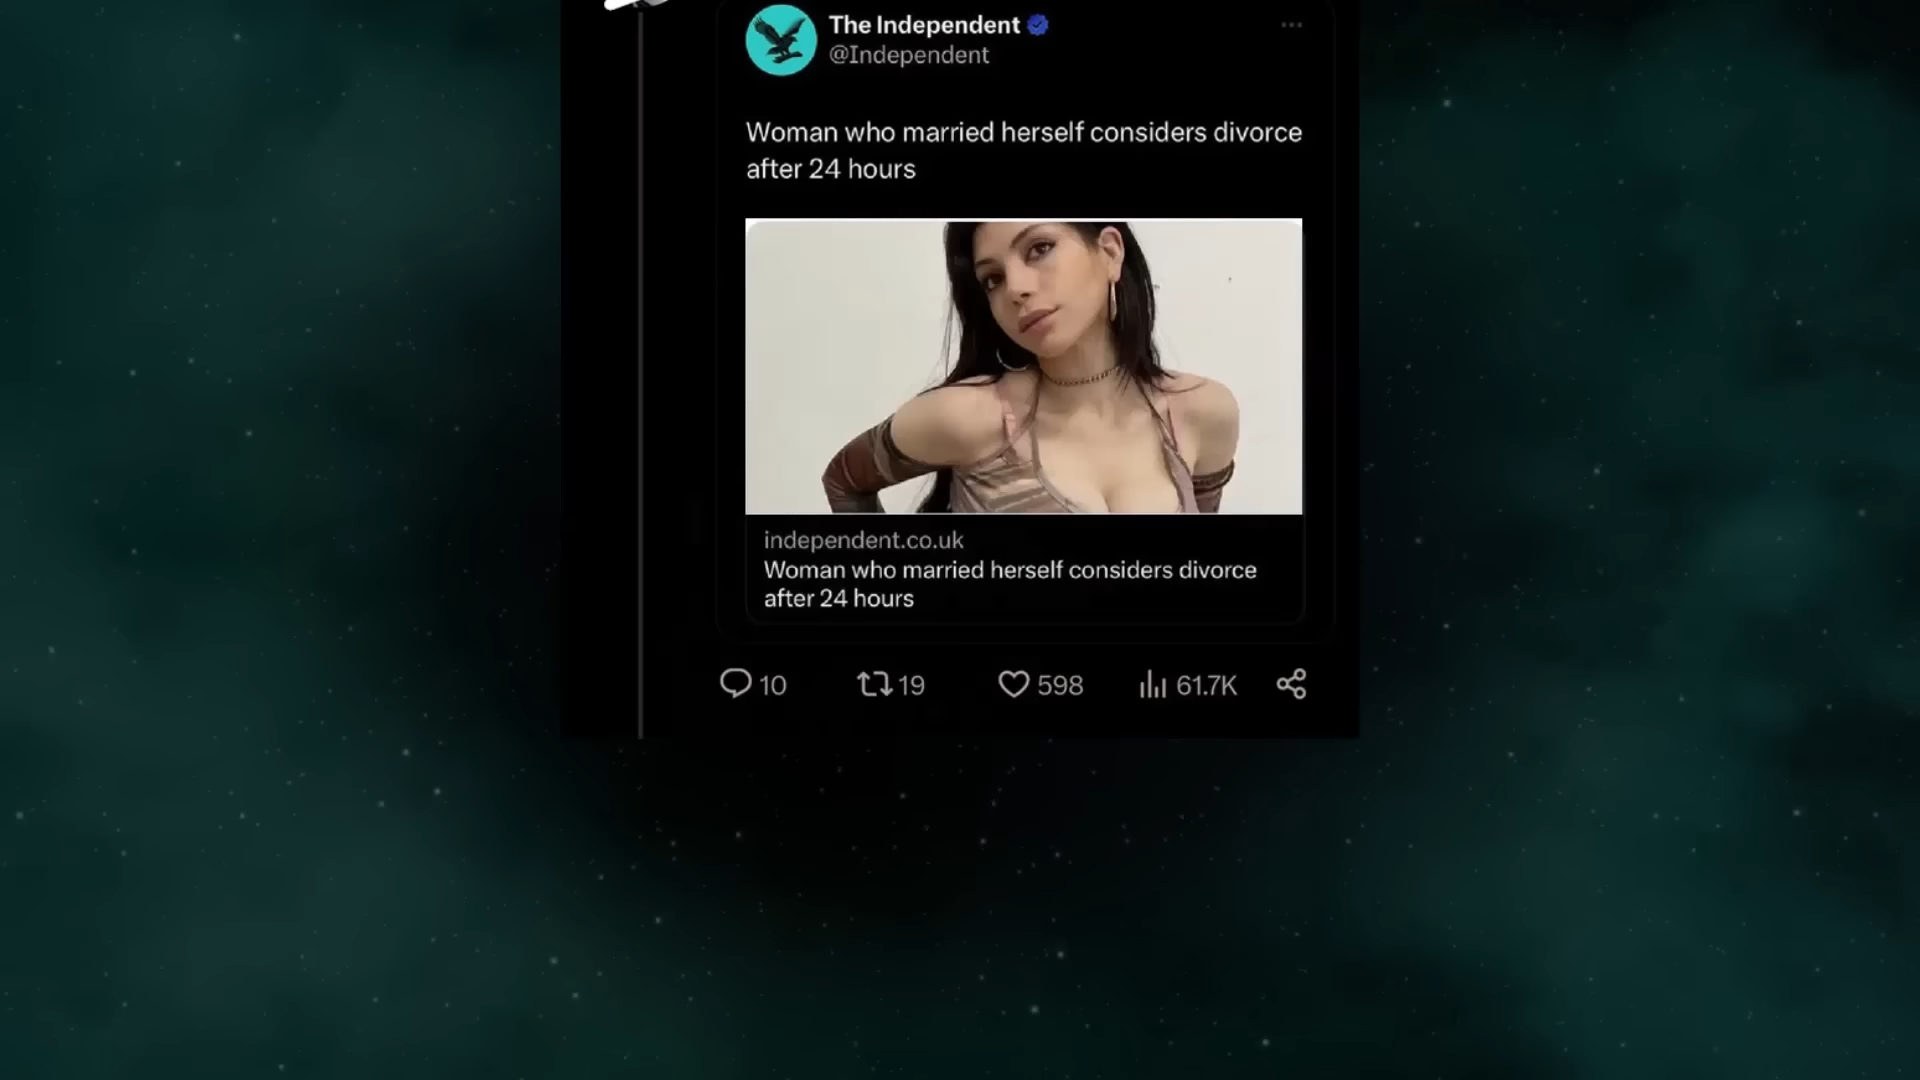 The Independent
@Independent
Woman who married herself considers divorce
after 24 hours
independent.co.uk
Woman who married herself considers divorce
after 24 hours
10 19 598 61.7K